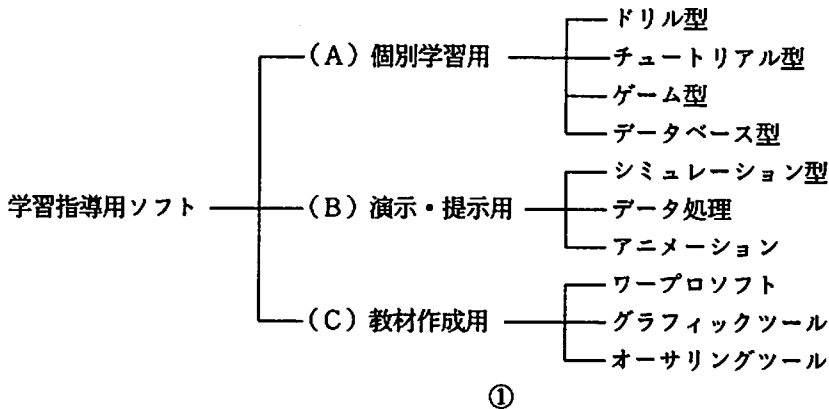 学習指導用ソフト
(A) 個別学習用
ドリル型
チュートリアル型
ゲーム型
データベース型
(B) 演示・提示用
シミュレーション型
データ処理
アニメーション
(C) 教材作成用
ワープロソフト
グラフィックツール
オーサリングツール
①